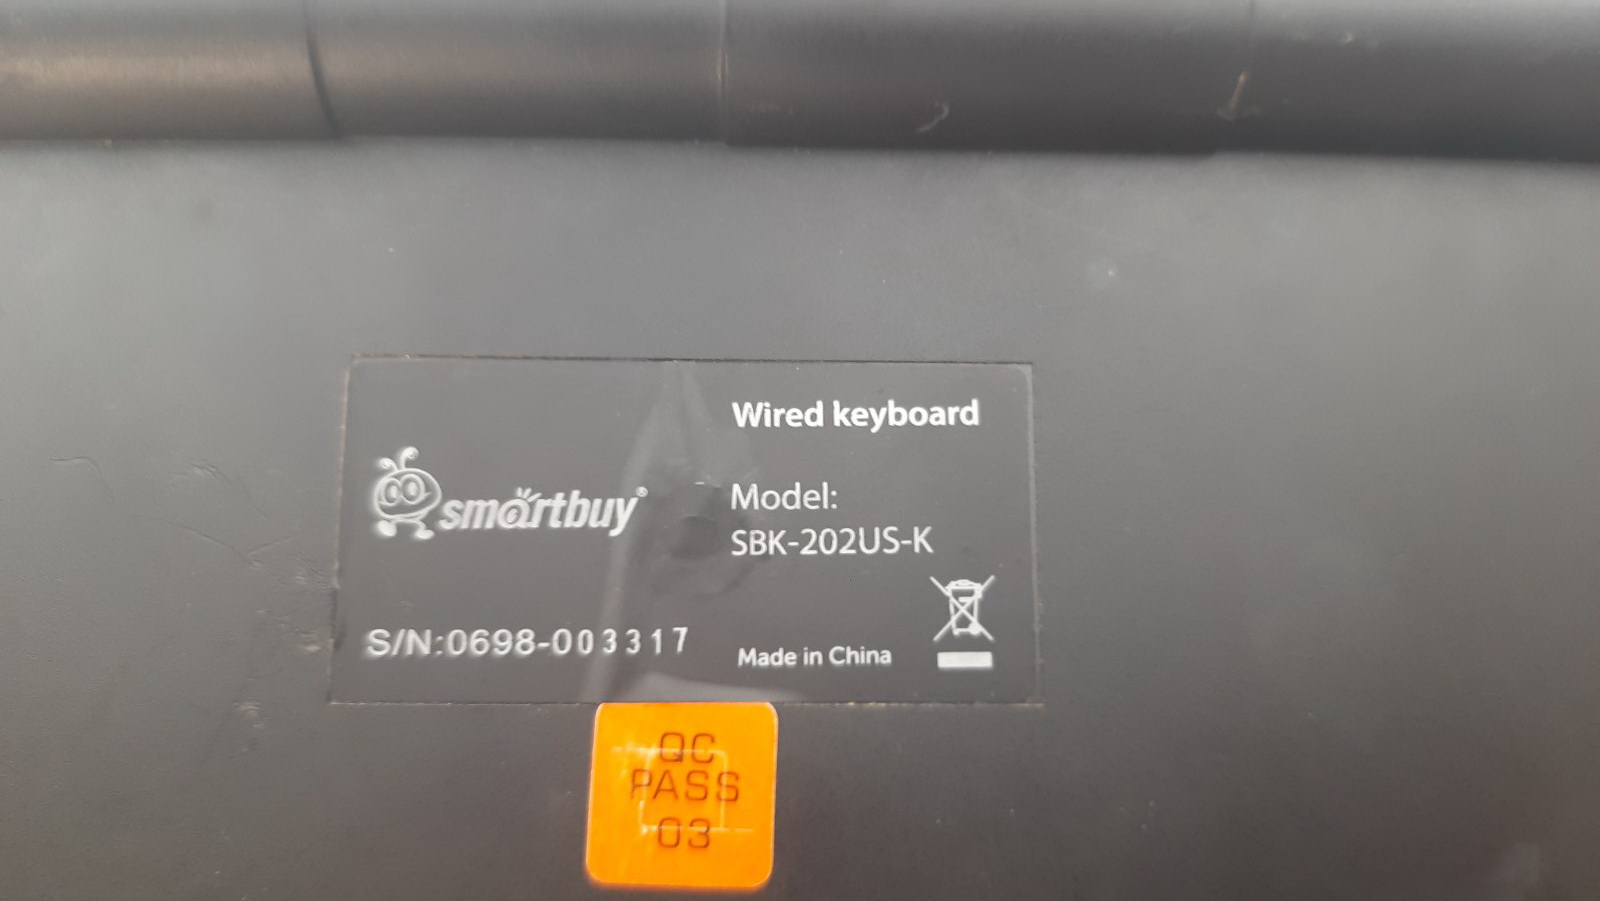 smartbuy®
S/N:0698-003317
Wired keyboard
Model:
SBK-202US-K
Made in China
QC
PASS
03